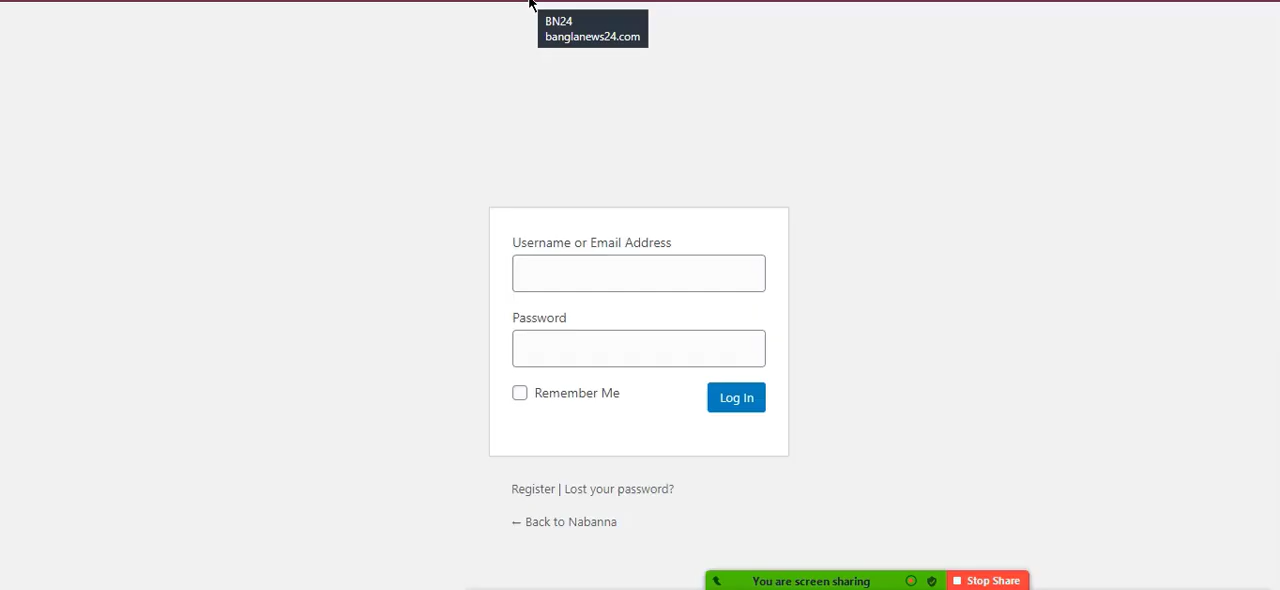 BN24
banglanews24.com
Username or Email Address
Password
Remember Me
Log In
Register | Lost your password?
← Back to Nabanna
You are screen sharing
Stop Share